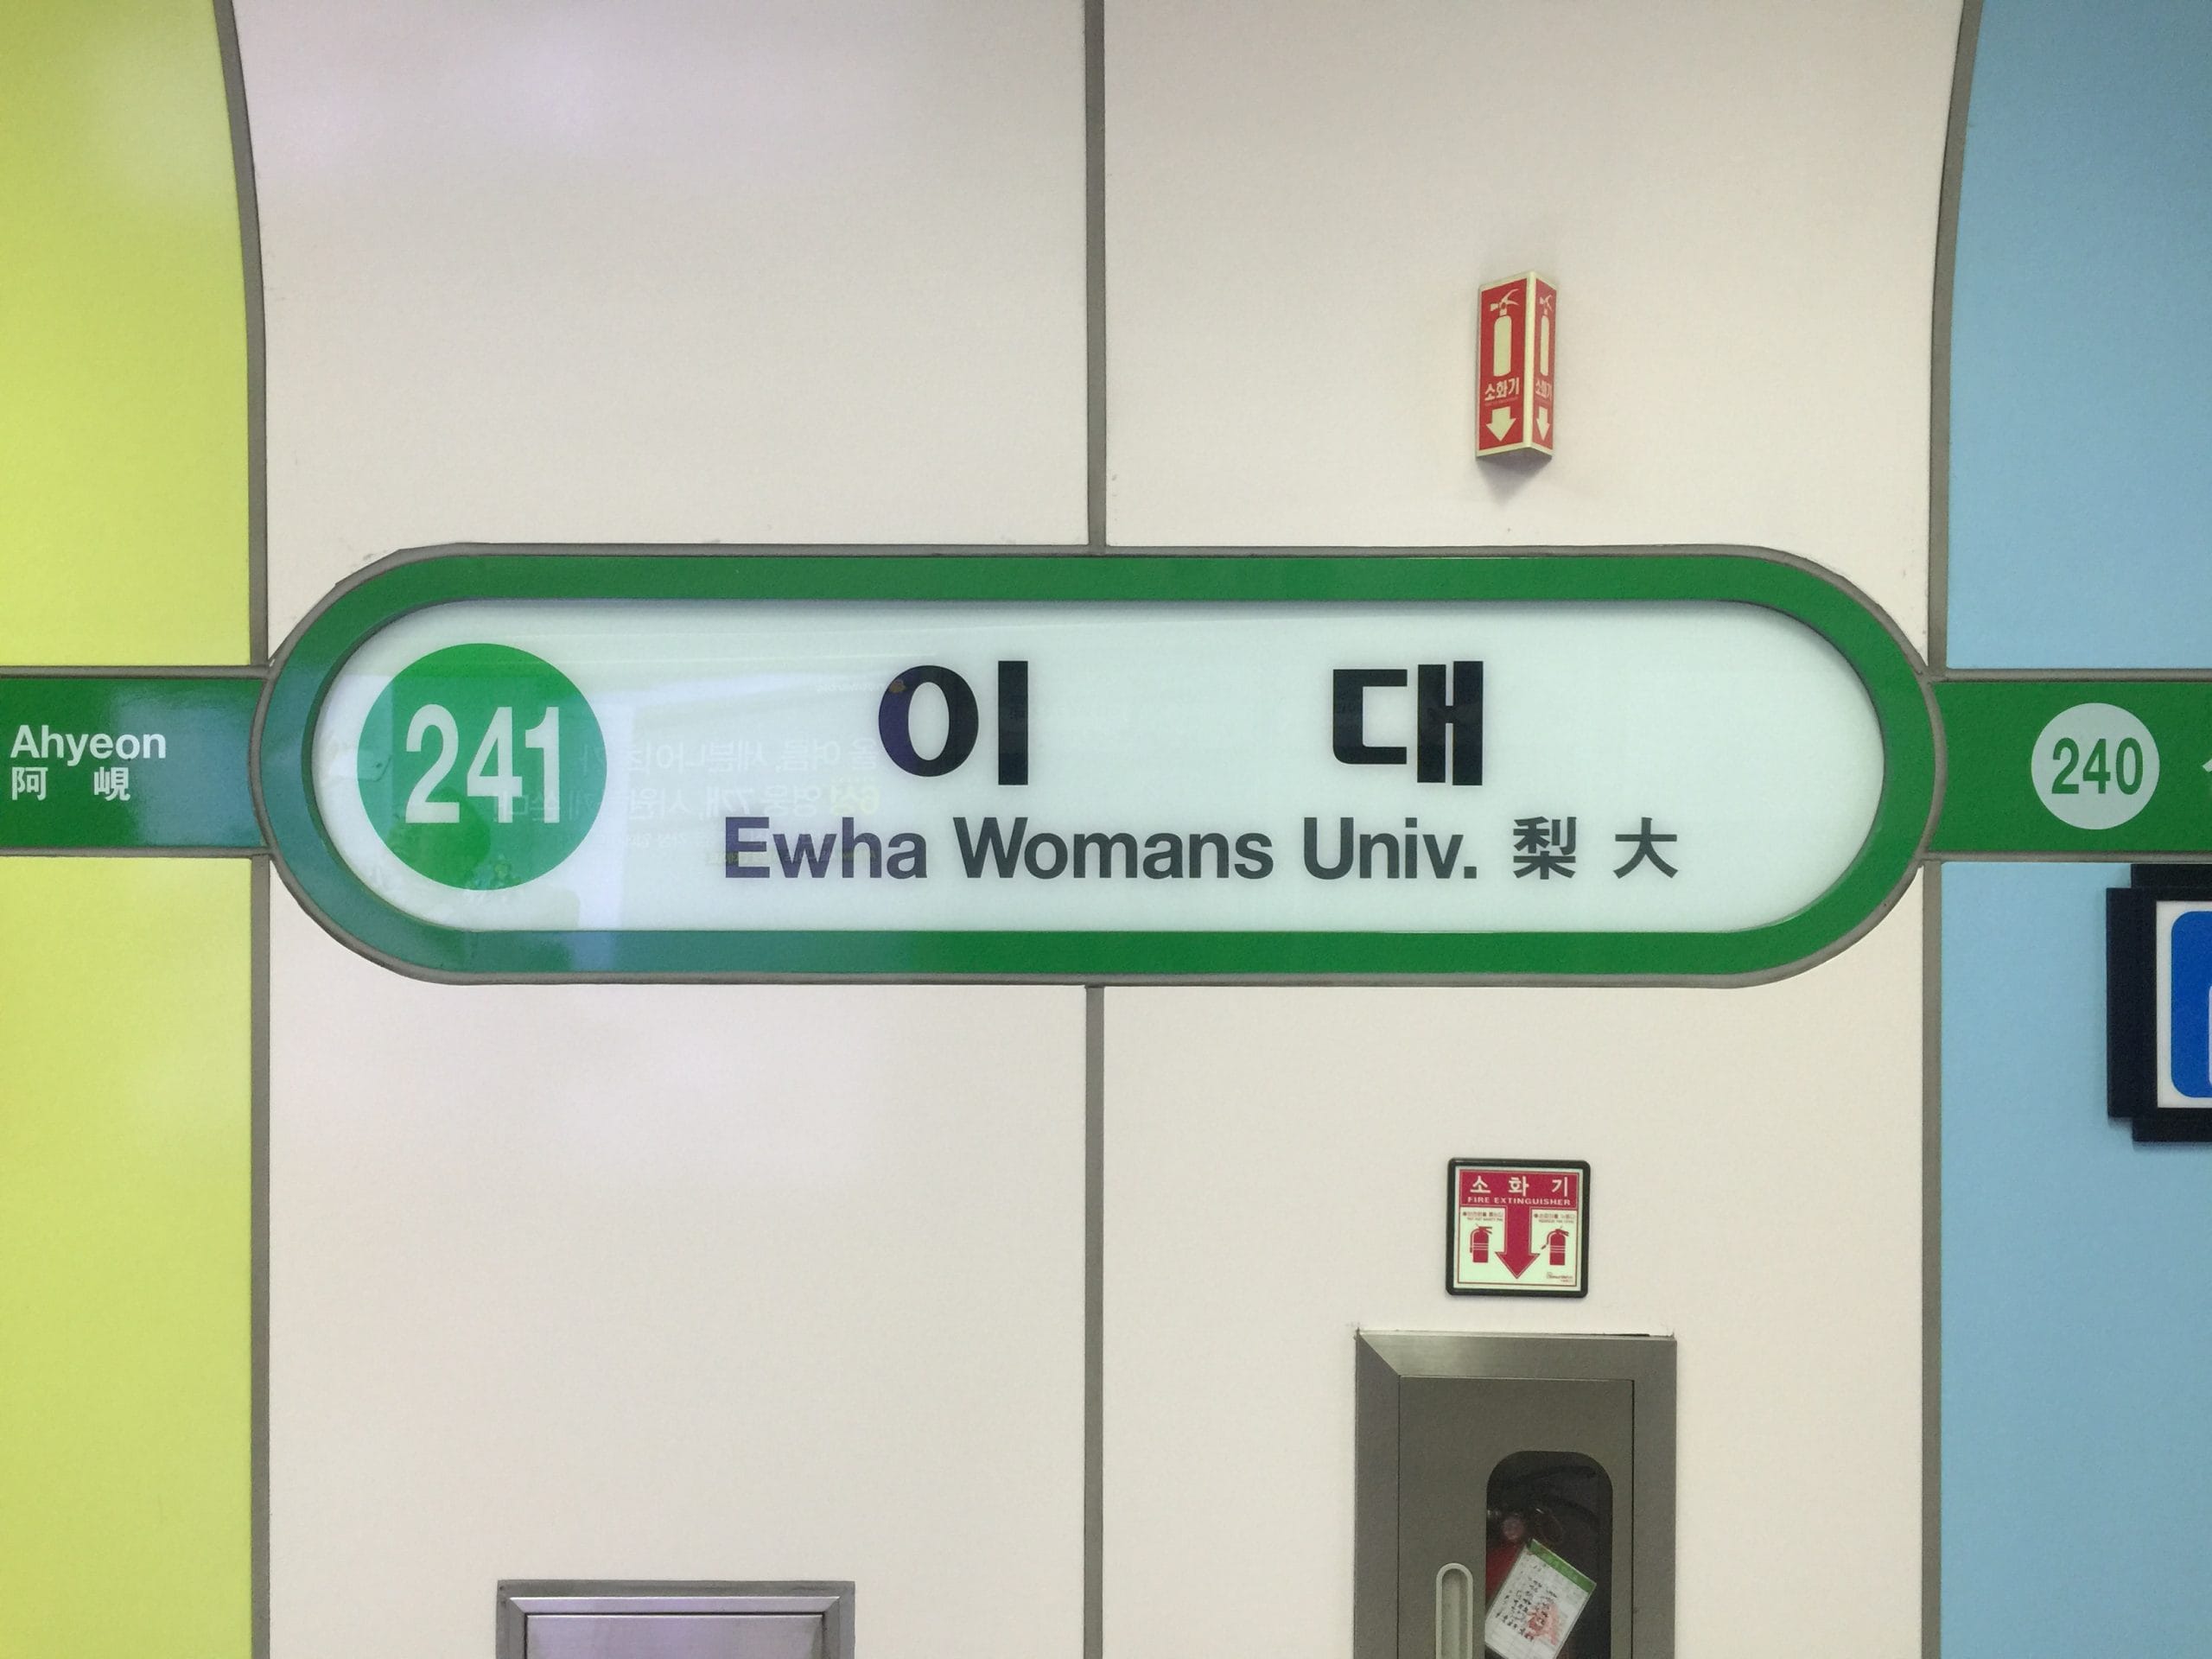 소화기
소화기
Ahyeon
阿 峴
241
이 대
Ewha Womans Univ. 梨 大
240
소 화 기
FIRE EXTINGUISHER